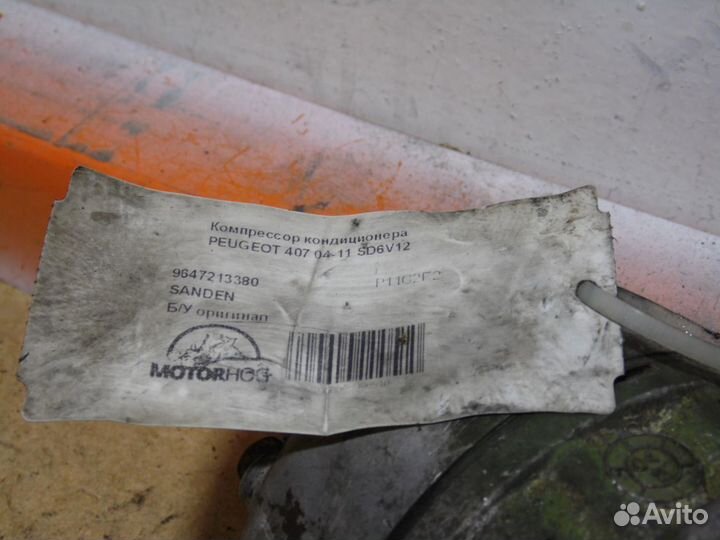 Компрессор кондиционера
PEUGEOT 407 04-11 SD6V12
9647213380
SANDEN
Б/У оригинал
MOTORHOG
Avito